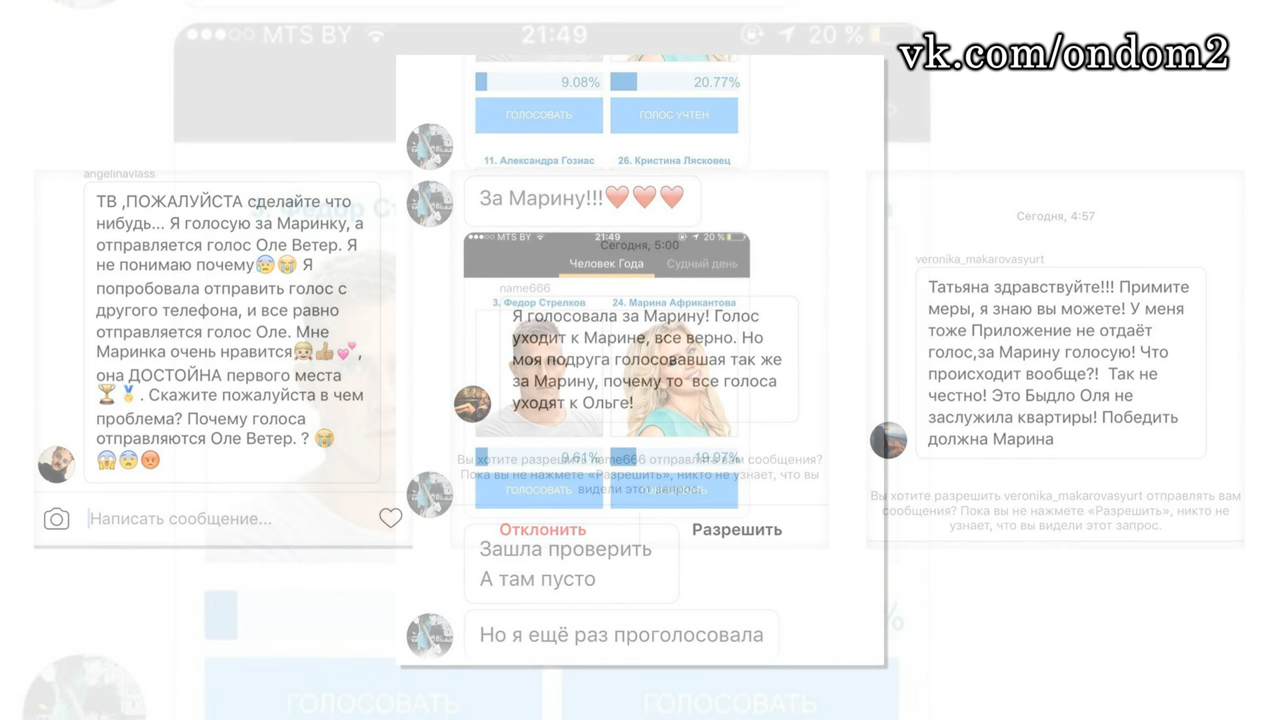 vk.com/ondom2
MTS BY
21:49
20 %
9.08%
20.77%
ГОЛОСОВАТЬ
ГОЛОС УЧТЕН
11. Александра Гозиас
26. Кристина Лясковец
За Марину!!!❤️❤️❤️
MTS BY
21:49
20 %
Сегодня, 5:00
Человек Года
Судный день
name666
3. Федор Стрелков
24. Марина Африкантова
Я голосовала за Марину! Голос
уходит к Марине, все верно. Но
моя подруга голосовавшая так же
за Марину, почему то все голоса
уходят к Ольге!
9.61%
19.97%
Вы хотите разрешить name666 отправлять вам сообщения?
Пока вы не нажмете «Разрешить», никто не узнает, что вы
видели этот запрос.
ГОЛОСОВАТЬ
Отклонить
Разрешить
Зашла проверить
А там пусто
Но я ещё раз проголосовала
angelinavlass
ТВ ,ПОЖАЛУЙСТА сделайте что
нибудь... Я голосую за Маринку, а
отправляется голос Оле Ветер. Я
не понимаю почему😰😭 Я
попробовала отправить голос с
другого телефона, и все равно
отправляется голос Оле. Мне
Маринка очень нравится👸👍💕,
она ДОСТОЙНА первого места
🏆🥇. Скажите пожалуйста в чем
проблема? Почему голоса
отправляются Оле Ветер. ? 😭
😱😨😡
Написать сообщение...
Сегодня, 4:57
veronika_makarovasyurt
Татьяна здравствуйте!!! Примите
меры, я знаю вы можете! У меня
тоже Приложение не отдаёт
голос,за Марину голосую! Что
происходит вообще?! Так не
честно! Это Быдло Оля не
заслужила квартиры! Победить
должна Марина
Вы хотите разрешить veronika_makarovasyurt отправлять вам
сообщения? Пока вы не нажмете «Разрешить», никто не
узнает, что вы видели этот запрос.
ГОЛОСОВАТЬ
ГОЛОСОВАТЬ